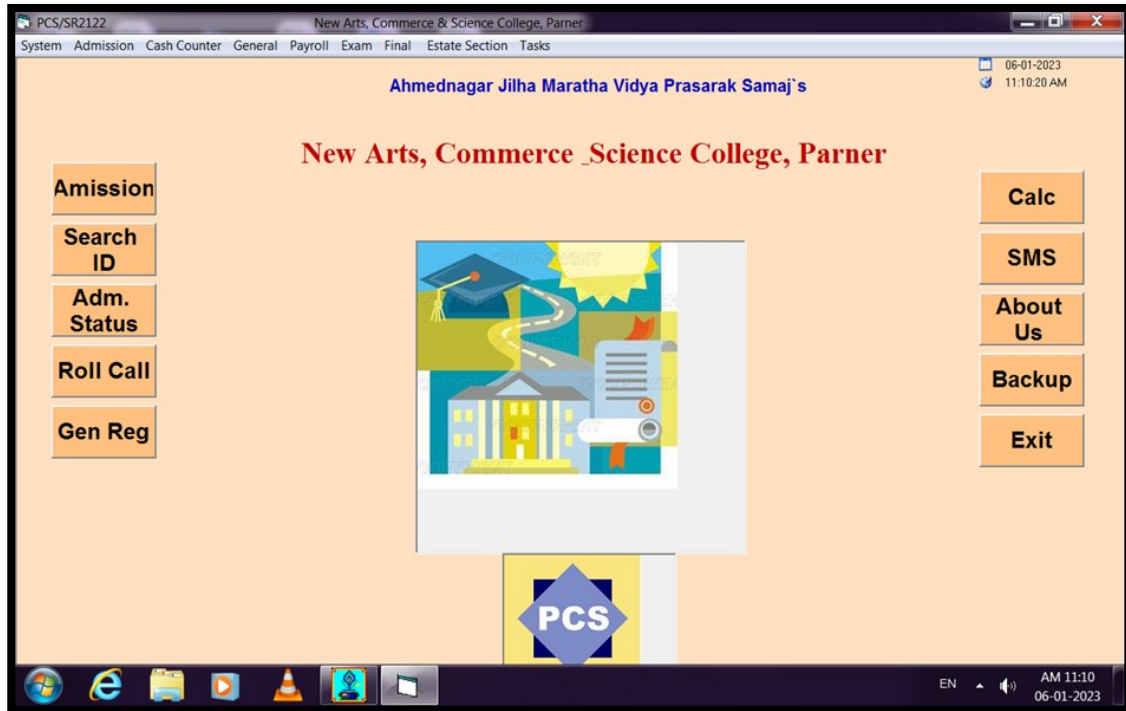 PCS/SR2122 New Arts, Commerce & Science College, Parner
System Admission Cash Counter General Payroll Exam Final Estate Section Tasks
06-01-2023
11:10:20 AM
Ahmednagar Jilha Maratha Vidya Prasarak Samaj`s
New Arts, Commerce _Science College, Parner
Amission
Search
ID
Adm.
Status
Roll Call
Gen Reg
Calc
SMS
About
Us
Backup
Exit
PCS
EN
AM 11:10
06-01-2023